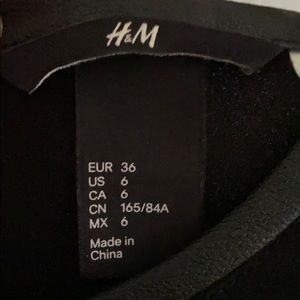 H&M
EUR 36
US 6
CA 6
CN 165/84A
MX 6
Made in
China